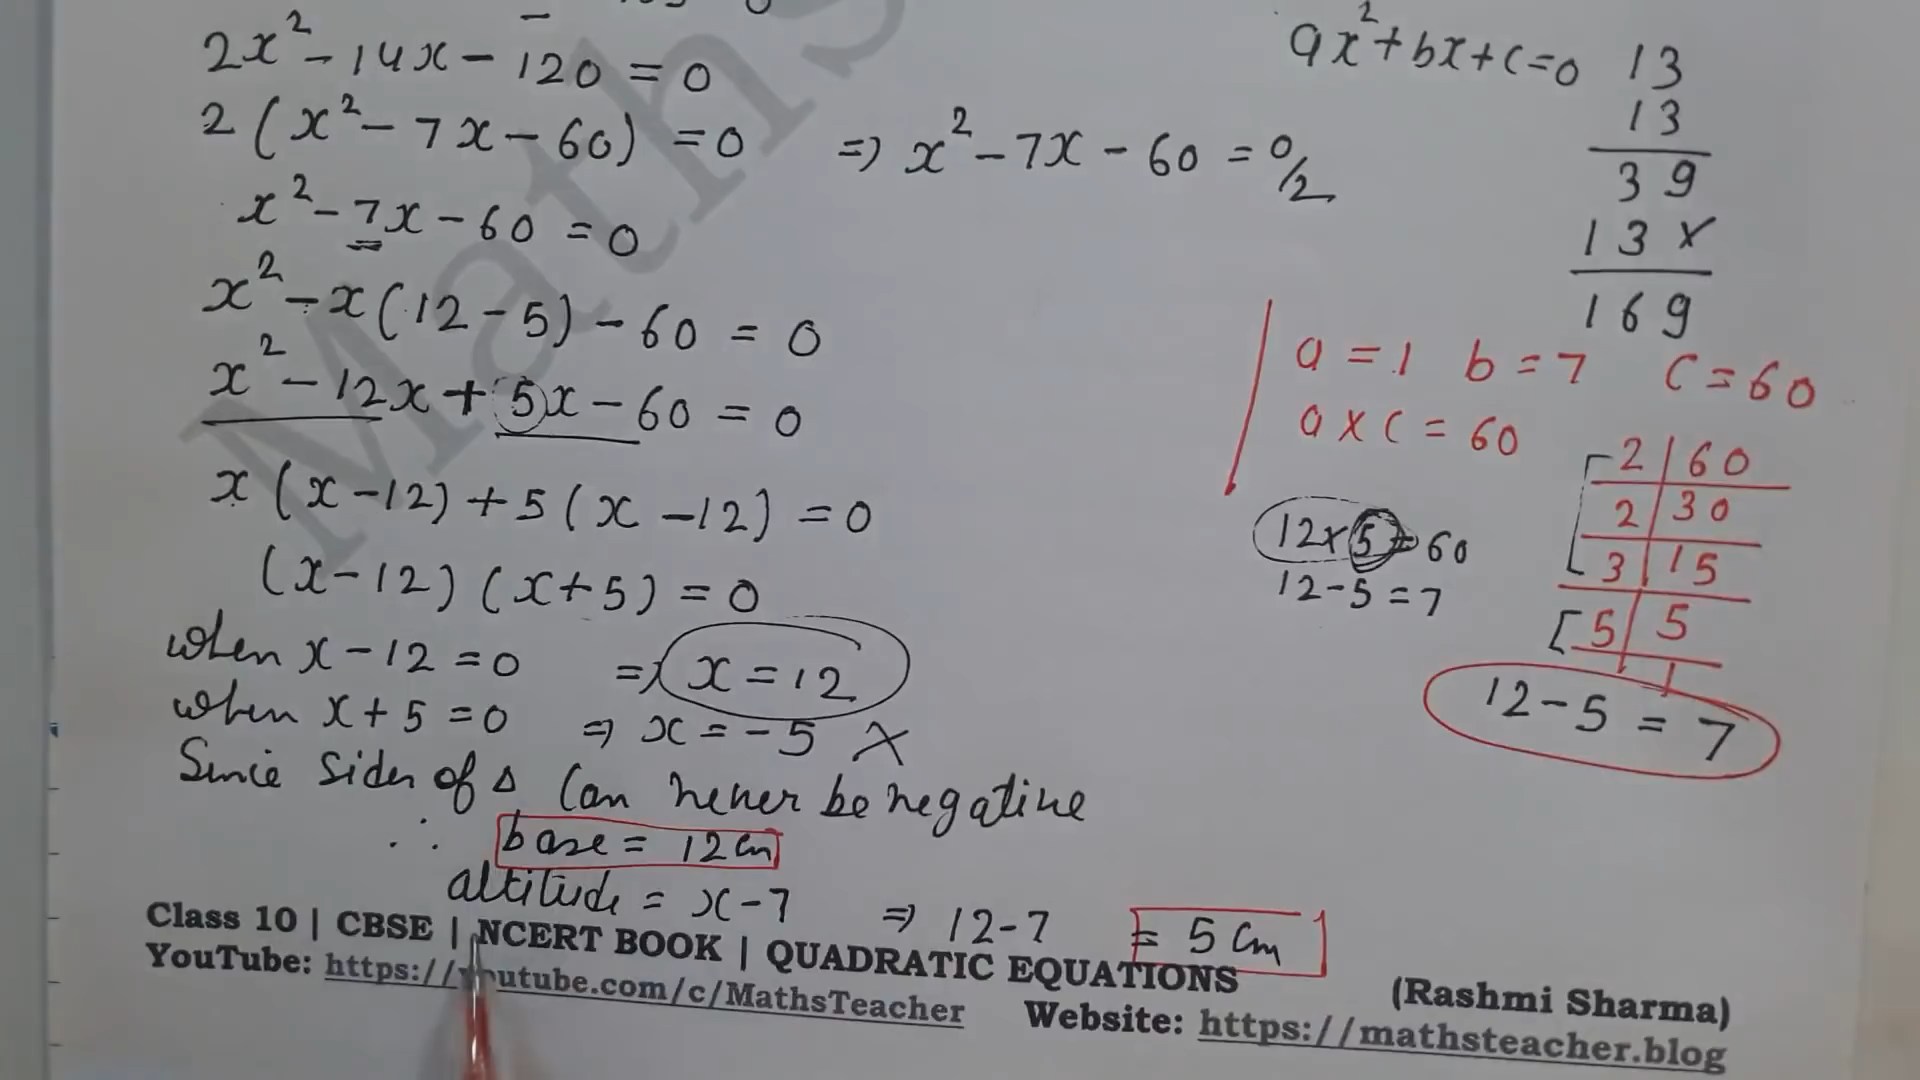 2x² - 14x - 120 = 0
2 (x² - 7x - 60) = 0 ⇒ x² - 7x - 60 = 0/2
x² - 7x - 60 = 0
x² - x(12 - 5) - 60 = 0
x² - 12x + 5x - 60 = 0
x (x - 12) + 5 (x - 12) = 0
(x - 12) (x + 5) = 0
when x - 12 = 0 ⇒ x = 12
when x + 5 = 0 ⇒ x = -5 X
Since sides of Δ Can never be negative
∴ base = 12 cm
altitude = x - 7 ⇒ 12 - 7 = 5 cm
ax² + bx + c = 0
13
13
39
13 x
169
a = 1 b = 7 c = 60
a x c = 60
2 | 60
2 | 30
3 | 15
5 | 5
1
12 x 5 = 60
12 - 5 = 7
12 - 5 = 7
Maths
Class 10 | CBSE | NCERT BOOK | QUADRATIC EQUATIONS
YouTube: https://youtube.com/c/MathsTeacher Website: https://mathsteacher.blog
(Rashmi Sharma)